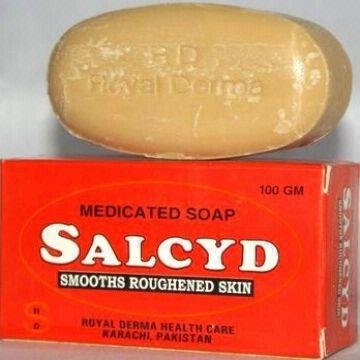 R D
Royal Derma
100 GM
MEDICATED SOAP
SALCYD
SMOOTHS ROUGHENED SKIN
R
D
ROYAL DERMA HEALTH CARE
KARACHI, PAKISTAN